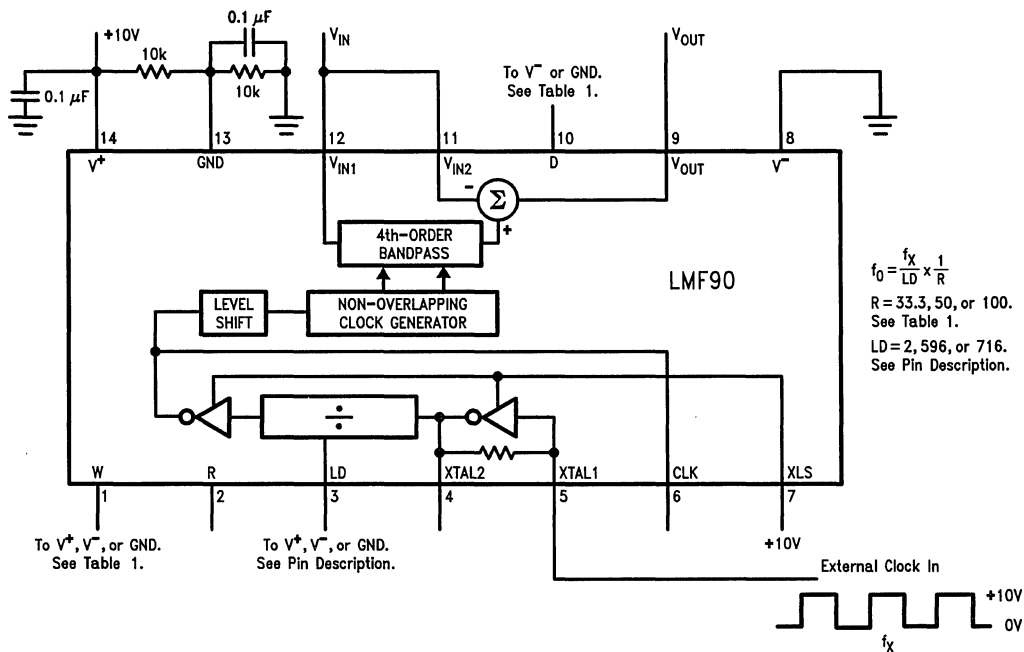 +10V
0.1 µF
V_IN
V_OUT
10k
10k
0.1 µF
To V⁻ or GND.
See Table 1.
14
13
12
11
10
9
8
V⁺
GND
V_IN1
V_IN2
D
V_OUT
V⁻
-
Σ
+
4th-ORDER
BANDPASS
LMF90
LEVEL
SHIFT
NON-OVERLAPPING
CLOCK GENERATOR
f₀ = f_X/LD x 1/R
R = 33.3, 50, or 100.
See Table 1.
LD = 2, 596, or 716.
See Pin Description.
÷
W
R
LD
XTAL2
XTAL1
CLK
XLS
1
2
3
4
5
6
7
To V⁺, V⁻, or GND.
See Table 1.
To V⁺, V⁻, or GND.
See Pin Description.
+10V
External Clock In
+10V
0V
f_X